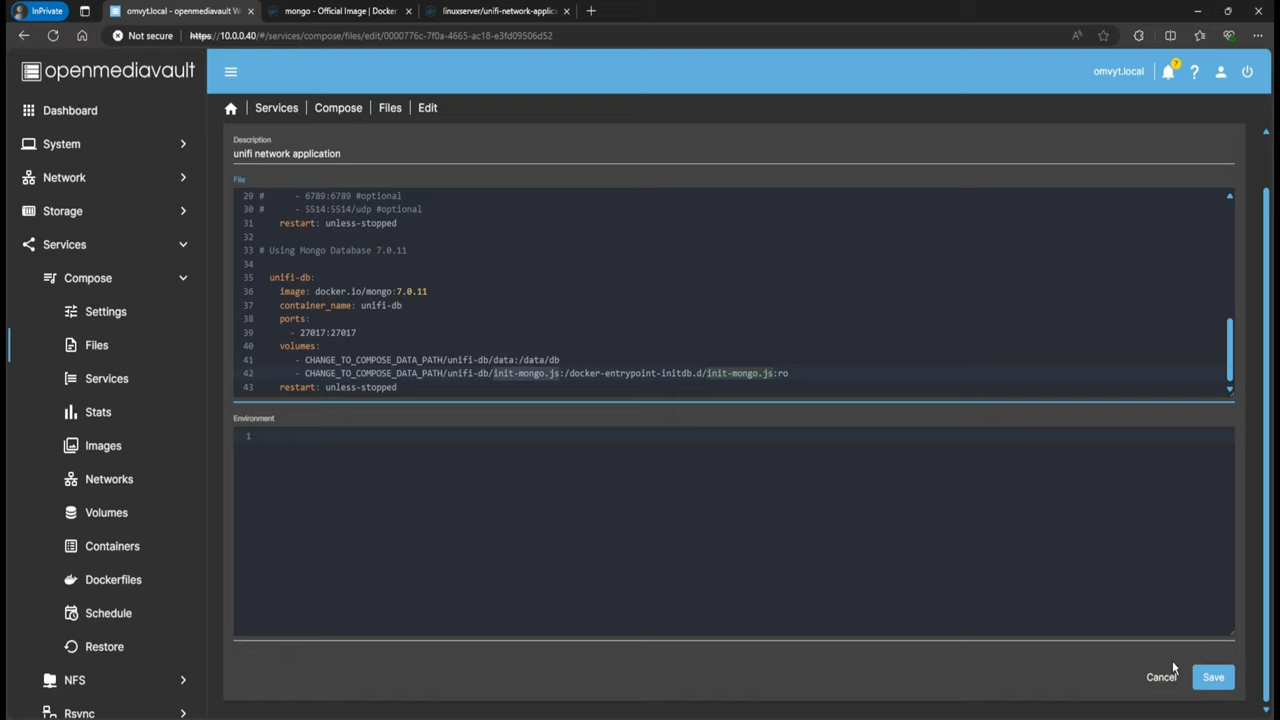 InPrivate
omvyt.local - openmediavault W
mongo - Official Image | Docker
linuxserver/unifi-network-applic
Not secure
https://10.0.0.40/#/services/compose/files/edit/0000776c-7f0a-4665-ac18-e3fd09506d52
openmediavault
omvyt.local
7
Dashboard
System
Network
Storage
Services
Compose
Settings
Files
Services
Stats
Images
Networks
Volumes
Containers
Dockerfiles
Schedule
Restore
NFS
Rsync
Services | Compose | Files | Edit
Description
unifi network application
File
29 # - 6789:6789 #optional
30 # - 5514:5514/udp #optional
31 restart: unless-stopped
32
33 # Using Mongo Database 7.0.11
34
35 unifi-db:
36 image: docker.io/mongo:7.0.11
37 container_name: unifi-db
38 ports:
39 - 27017:27017
40 volumes:
41 - CHANGE_TO_COMPOSE_DATA_PATH/unifi-db/data:/data/db
42 - CHANGE_TO_COMPOSE_DATA_PATH/unifi-db/init-mongo.js:/docker-entrypoint-initdb.d/init-mongo.js:ro
43 restart: unless-stopped
Environment
1
Cancel
Save